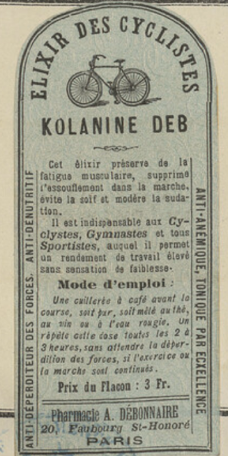 ELIXIR DES CYCLISTES
KOLANINE DEB
Cet élixir préserve de la
fatigue musculaire, supprime
l'essouflement dans la marche,
évite la soif et modère la suda-
tion.
Il est indispensable aux Cy-
clystes, Gymnastes et tous
Sportistes, auquel il permet
un rendement de travail élevé
sans sensation de faiblesse.
Mode d'emploi :
Une cuillerée à café avant la
course, soit pur, soit mêlé au thé,
au vin ou à l'eau rougie. On
répète cette dose toutes les 2 à
3 heures, sans attendre la déper-
dition des forces, si l'exercice ou
la marche sont continués.
Prix du Flacon : 3 Fr.
Pharmacie A. DÉBONNAIRE
20, Faubourg St-Honoré
PARIS
ANTI-DÉPERDITEUR DES FORCES, ANTI-DÉNUTRITIF
ANTI-ANÉMIQUE, TONIQUE PAR EXCELLENCE